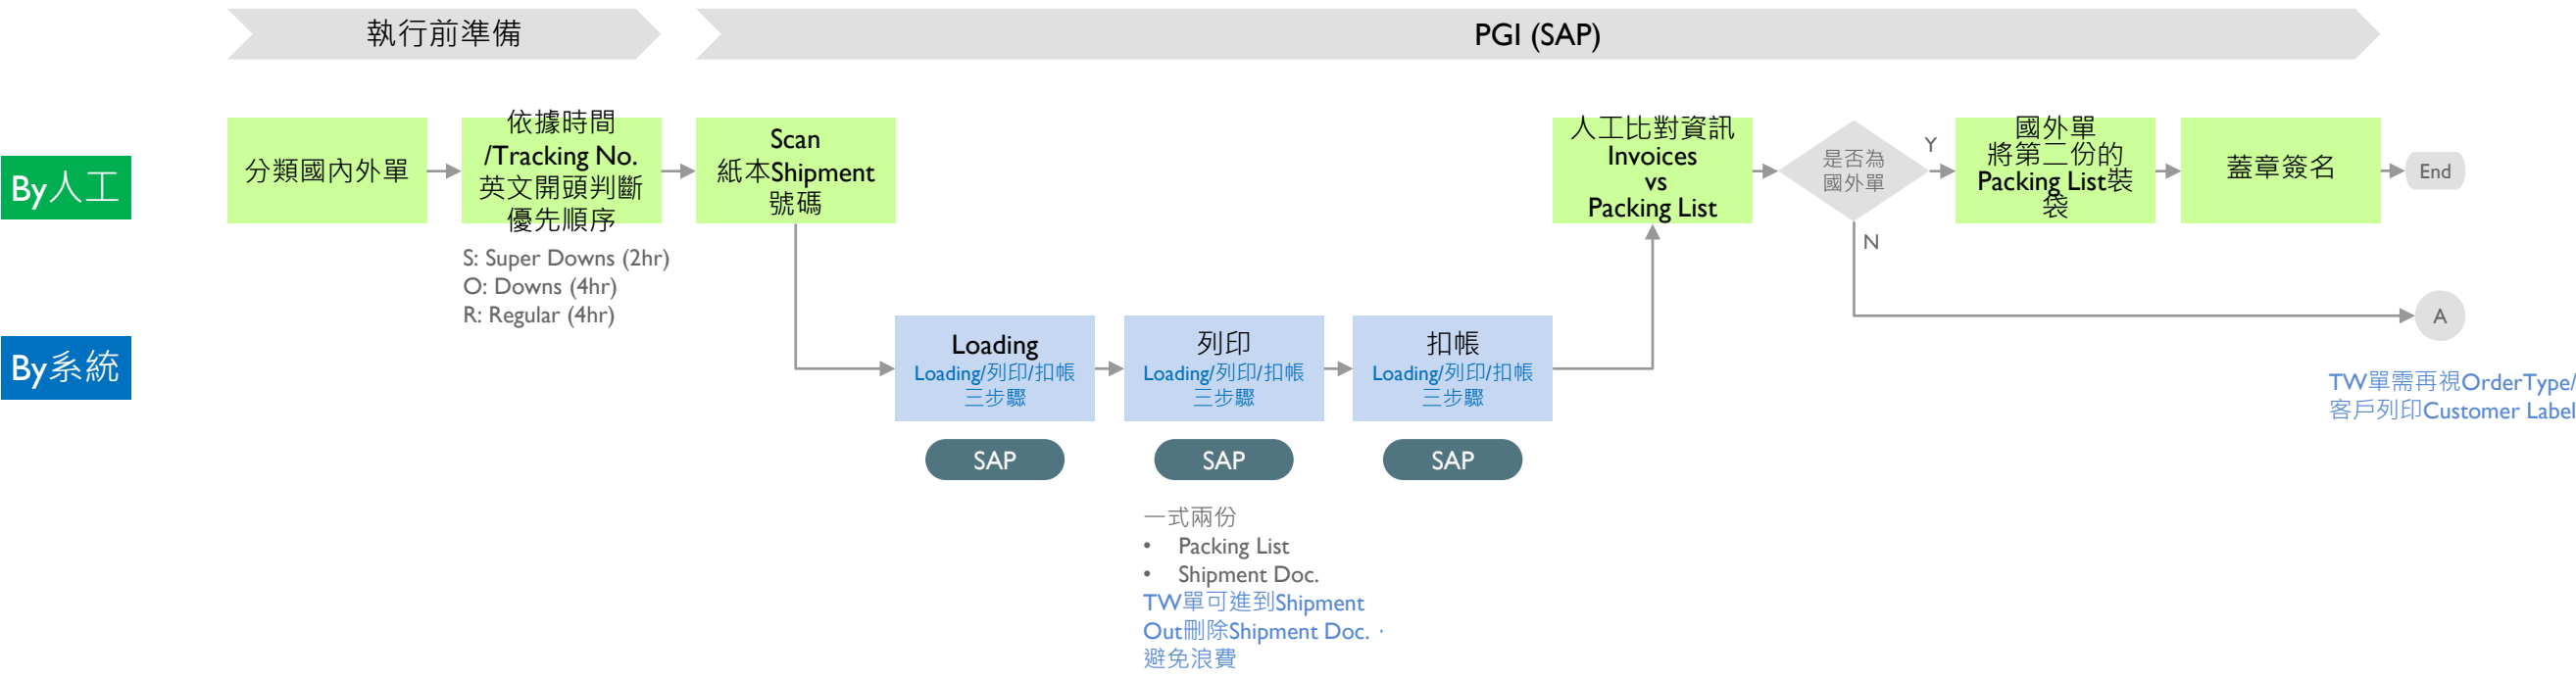 執行前準備
PGI (SAP)
By人工
分類國內外單
依據時間
/Tracking No.
英文開頭判斷
優先順序
S: Super Downs (2hr)
O: Downs (4hr)
R: Regular (4hr)
Scan
紙本Shipment
號碼
人工比對資訊
Invoices
vs
Packing List
是否為
國外單
Y
N
國外單
將第二份的
Packing List裝
袋
蓋章簽名
End
A
TW單需再視OrderType/
客戶列印Customer Label
By系統
Loading
Loading/列印/扣帳
三步驟
SAP
列印
Loading/列印/扣帳
三步驟
SAP
扣帳
Loading/列印/扣帳
三步驟
SAP
一式兩份
• Packing List
• Shipment Doc.
TW單可進到Shipment
Out刪除Shipment Doc.，
避免浪費